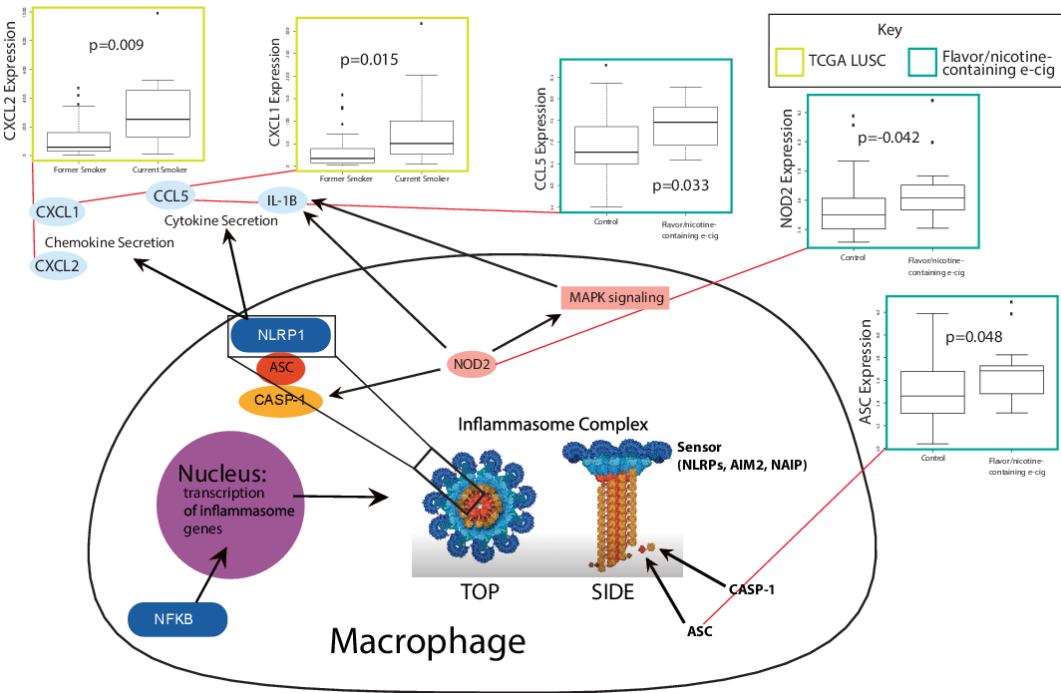 CXCL2 Expression
p=0.009
Former Smoker
Current Smoker
CXCL1 Expression
p=0.015
Former Smoker
Current Smoker
CCL5 Expression
p=0.033
Control
Flavor/nicotine-
containing e-cig
Key
TCGA LUSC
Flavor/nicotine-
containing e-cig
NOD2 Expression
p=-0.042
Control
Flavor/nicotine-
containing e-cig
ASC Expression
p=0.048
Control
Flavor/nicotine-
containing e-cig
CXCL1
CCL5
IL-1B
Cytokine Secretion
Chemokine Secretion
CXCL2
MAPK signaling
NLRP1
ASC
CASP-1
NOD2
Inflammasome Complex
Sensor
(NLRPs, AIM2, NAIP)
Nucleus:
transcription
of inflammasome
genes
TOP
SIDE
CASP-1
ASC
NFKB
Macrophage